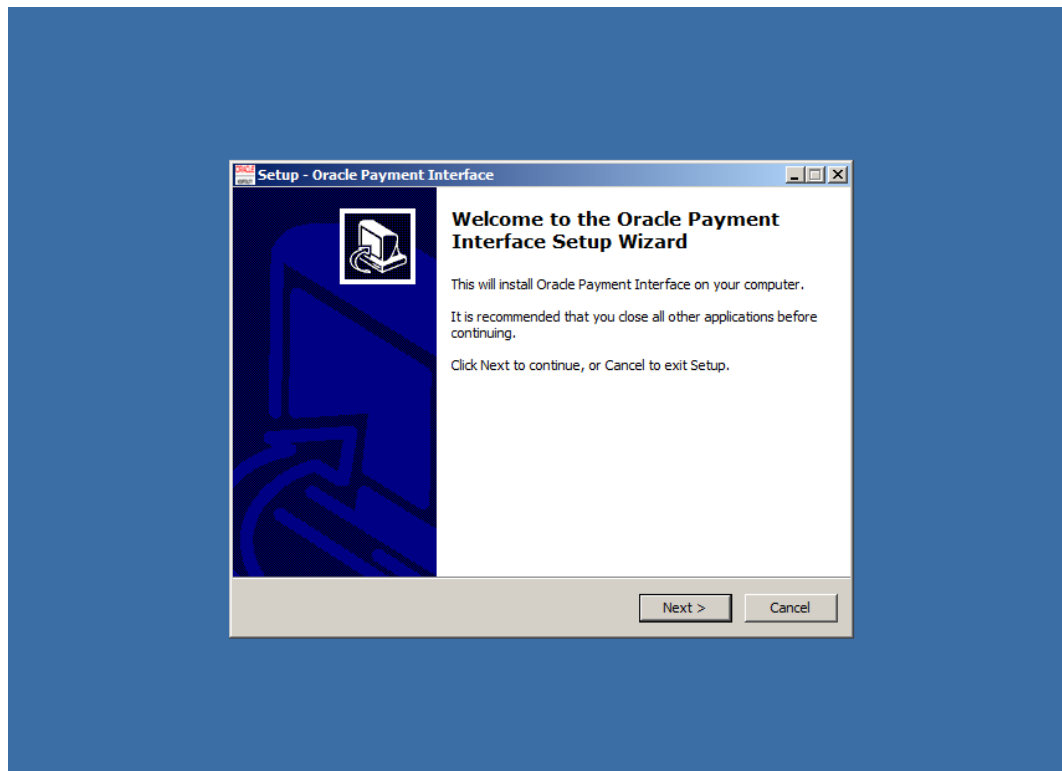 Setup - Oracle Payment Interface
Welcome to the Oracle Payment
Interface Setup Wizard
This will install Oracle Payment Interface on your computer.
It is recommended that you close all other applications before
continuing.
Click Next to continue, or Cancel to exit Setup.
Next >
Cancel